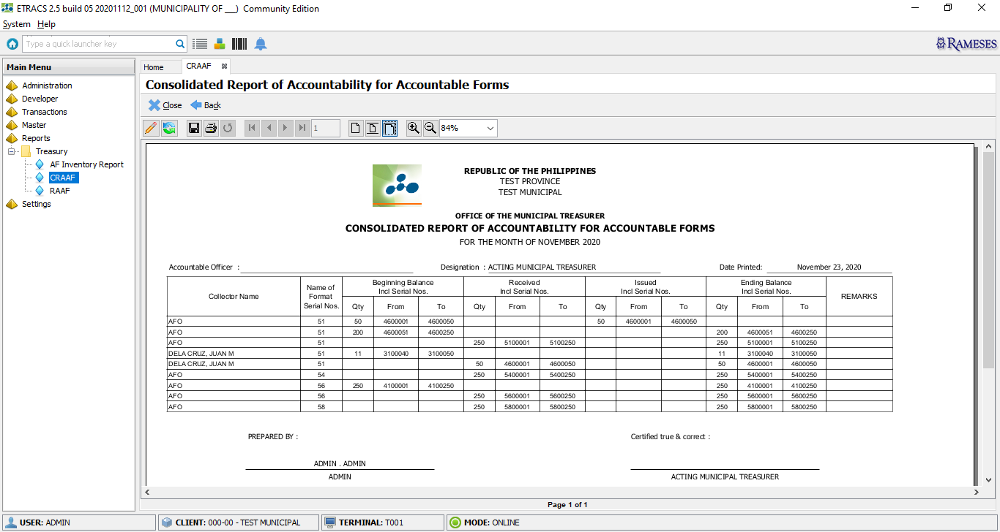 ETRACS 2.5 build 05 20201112_001 (MUNICIPALITY OF ___) Community Edition
System Help
Type a quick launcher key
RAMESES
Main Menu
Administration
Developer
Transactions
Master
Reports
Treasury
AF Inventory Report
CRAAF
RAAF
Settings
Home CRAAF
Consolidated Report of Accountability for Accountable Forms
Close Back
1 84%
REPUBLIC OF THE PHILIPPINES
TEST PROVINCE
TEST MUNICIPAL
OFFICE OF THE MUNICIPAL TREASURER
CONSOLIDATED REPORT OF ACCOUNTABILITY FOR ACCOUNTABLE FORMS
FOR THE MONTH OF NOVEMBER 2020
Accountable Officer : Designation : ACTING MUNICIPAL TREASURER Date Printed: November 23, 2020
Collector Name Name of Format Serial Nos. Beginning Balance Incl Serial Nos. Received Incl Serial Nos. Issued Incl Serial Nos. Ending Balance Incl Serial Nos. REMARKS
Qty From To Qty From To Qty From To Qty From To
AFO 51 50 4600001 4600050 50 4600001 4600050
AFO 51 200 4600051 4600250 200 4600051 4600250
AFO 51 250 5100001 5100250 250 5100001 5100250
DELA CRUZ, JUAN M 51 11 3100040 3100050 11 3100040 3100050
DELA CRUZ, JUAN M 51 50 4600001 4600050 50 4600001 4600050
AFO 54 250 5400001 5400250 250 5400001 5400250
AFO 56 250 4100001 4100250 250 4100001 4100250
AFO 56 250 5600001 5600250 250 5600001 5600250
AFO 58 250 5800001 5800250 250 5800001 5800250
PREPARED BY : Certified true & correct :
ADMIN . ADMIN
ADMIN ACTING MUNICIPAL TREASURER
Page 1 of 1
USER: ADMIN CLIENT: 000-00 - TEST MUNICIPAL TERMINAL: T001 MODE: ONLINE